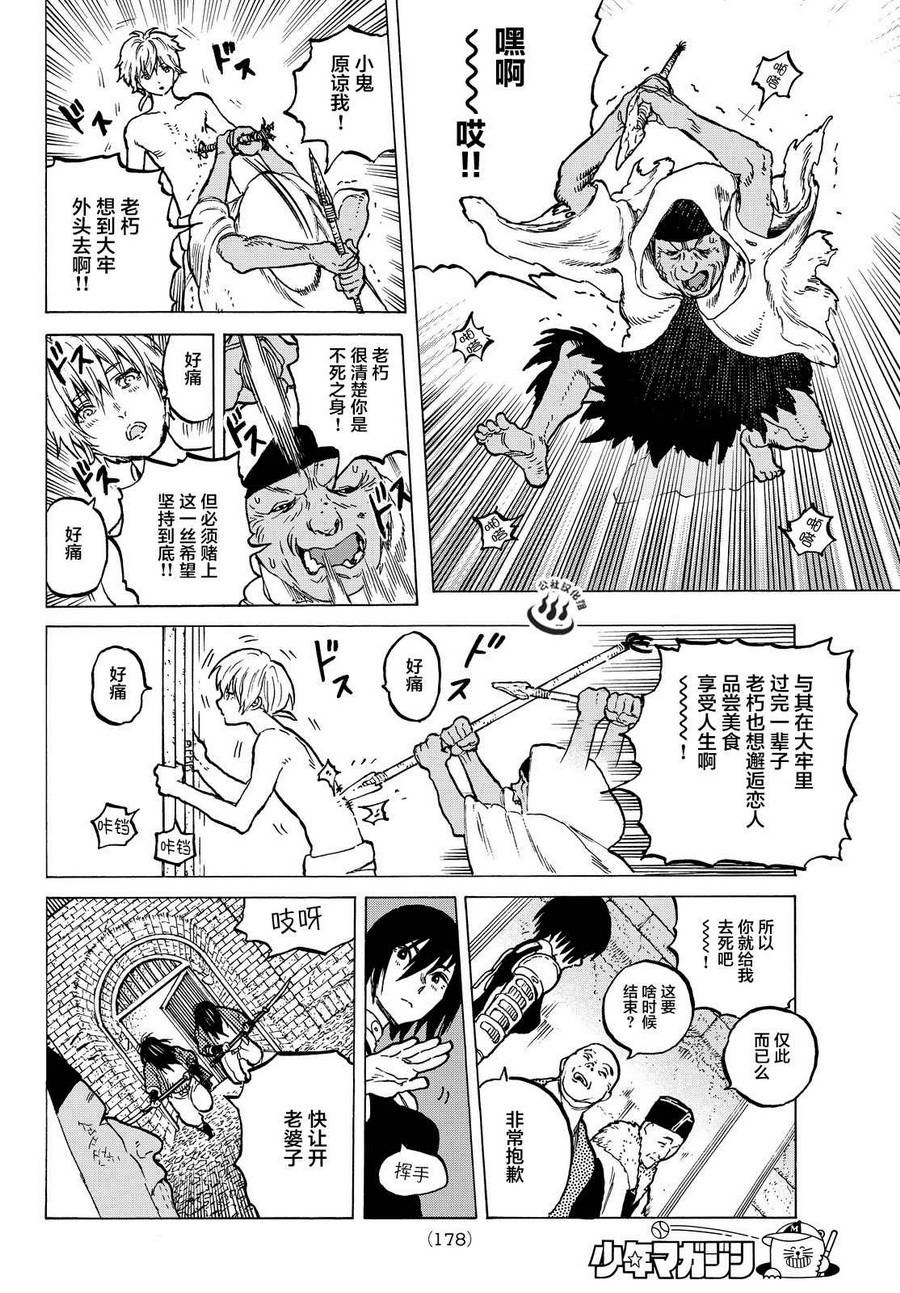 嘿啊
～～～哎!!
啪嗒
啪嗒
啪嗒
啪嗒
小鬼
原谅我！
ドス
ドス
老朽
想到大牢
外头去啊!!
老朽
很清楚你是
不死之身！
ドス
好痛
ドス
但必须赌上
这一丝希望
坚持到底!!
ドス
好痛
公社汉化组
与其在大牢里
过完一辈子
老朽也想邂逅恋人
品尝美食
享受人生啊
～～～！
ドス
ドス
好痛
好痛
咔铛
咔铛
所以
你就给我
去死吧
～～！
这要
啥时候
结束？
仅此
而已么
非常抱歉
挥手
吱呀
快让开
老婆子
(178)
少年マガジン
M